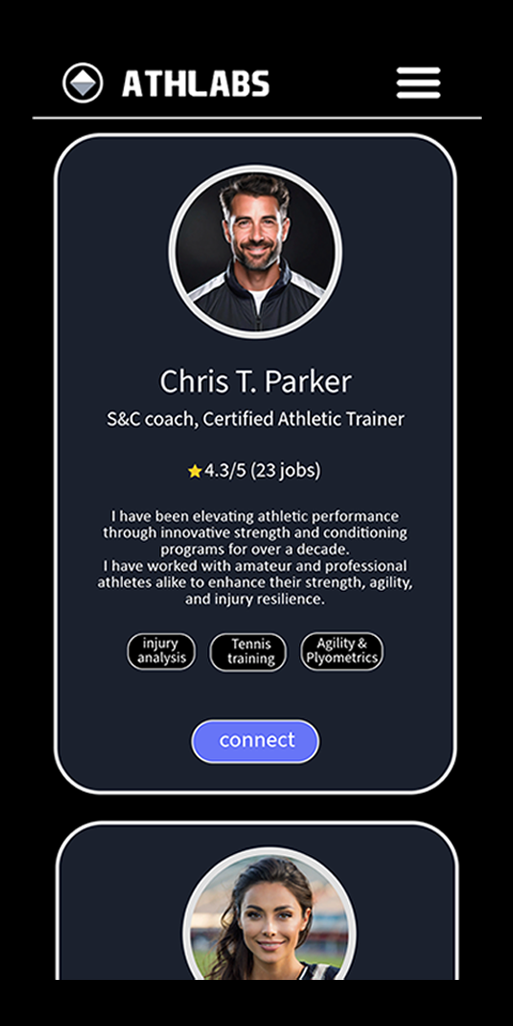 ATHLABS
Chris T. Parker
S&C coach, Certified Athletic Trainer
4.3/5 (23 jobs)
I have been elevating athletic performance
through innovative strength and conditioning
programs for over a decade.
I have worked with amateur and professional
athletes alike to enhance their strength, agility,
and injury resilience.
injury
analysis
Tennis
training
Agility &
Plyometrics
connect